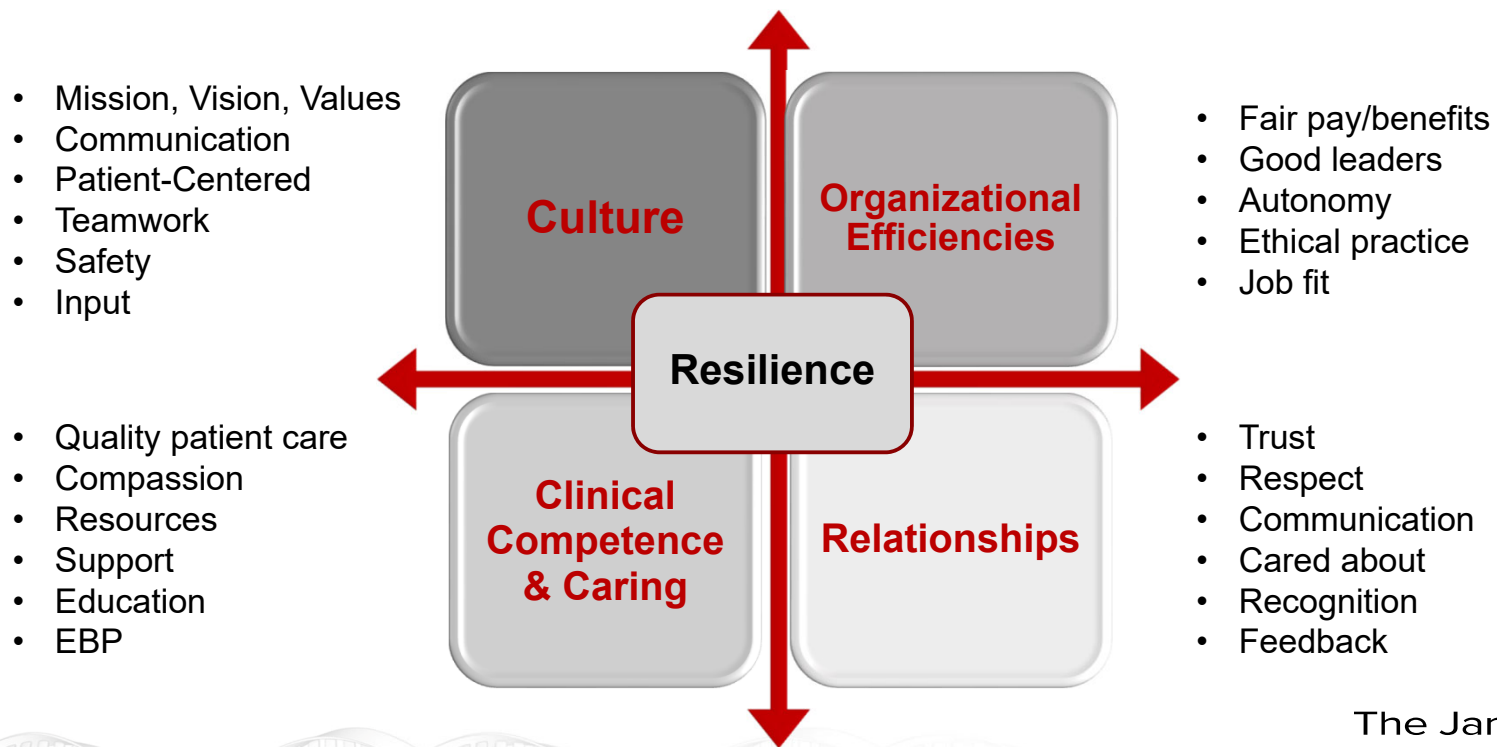 • Mission, Vision, Values
• Communication
• Patient-Centered
• Teamwork
• Safety
• Input
Culture
Organizational
Efficiencies
• Fair pay/benefits
• Good leaders
• Autonomy
• Ethical practice
• Job fit
Resilience
• Quality patient care
• Compassion
• Resources
• Support
• Education
• EBP
Clinical
Competence
& Caring
Relationships
• Trust
• Respect
• Communication
• Cared about
• Recognition
• Feedback
The Jar